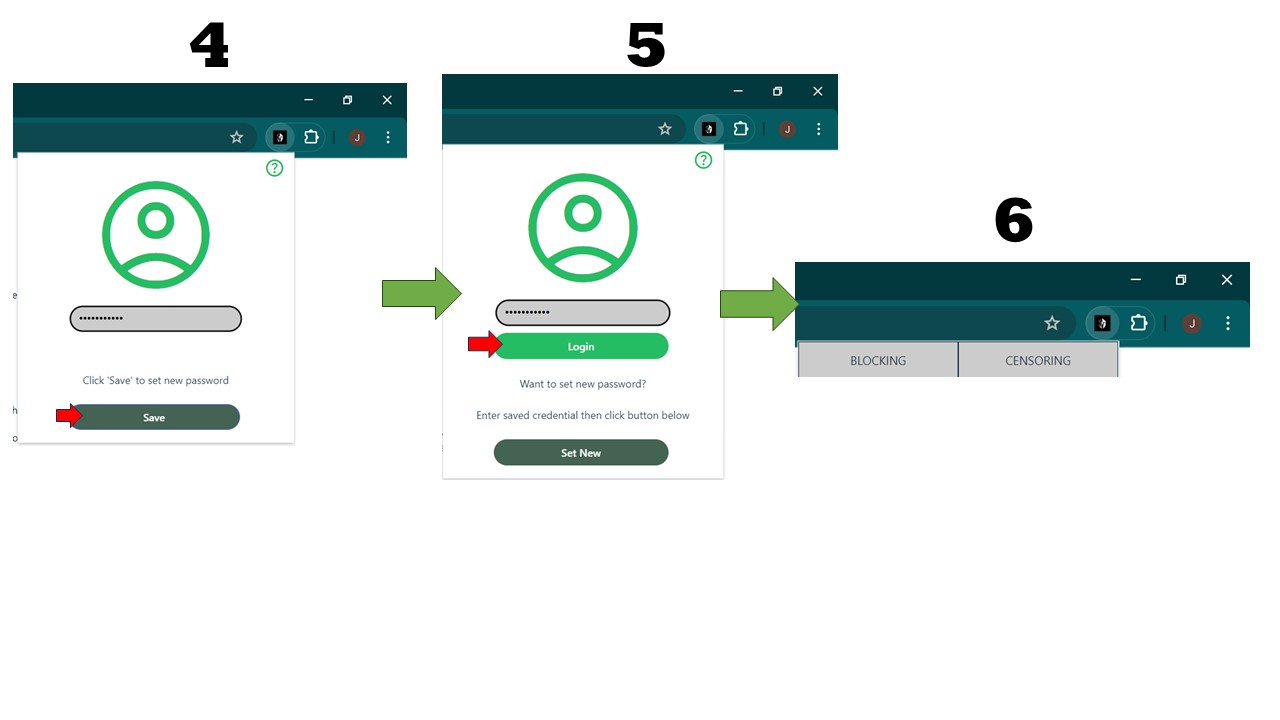 4
J
?
•••••••••••
Click 'Save' to set new password
Save
e
h
o
5
J
?
•••••••••••
Login
Want to set new password?
Enter saved credential then click button below
Set New
6
J
BLOCKING
CENSORING